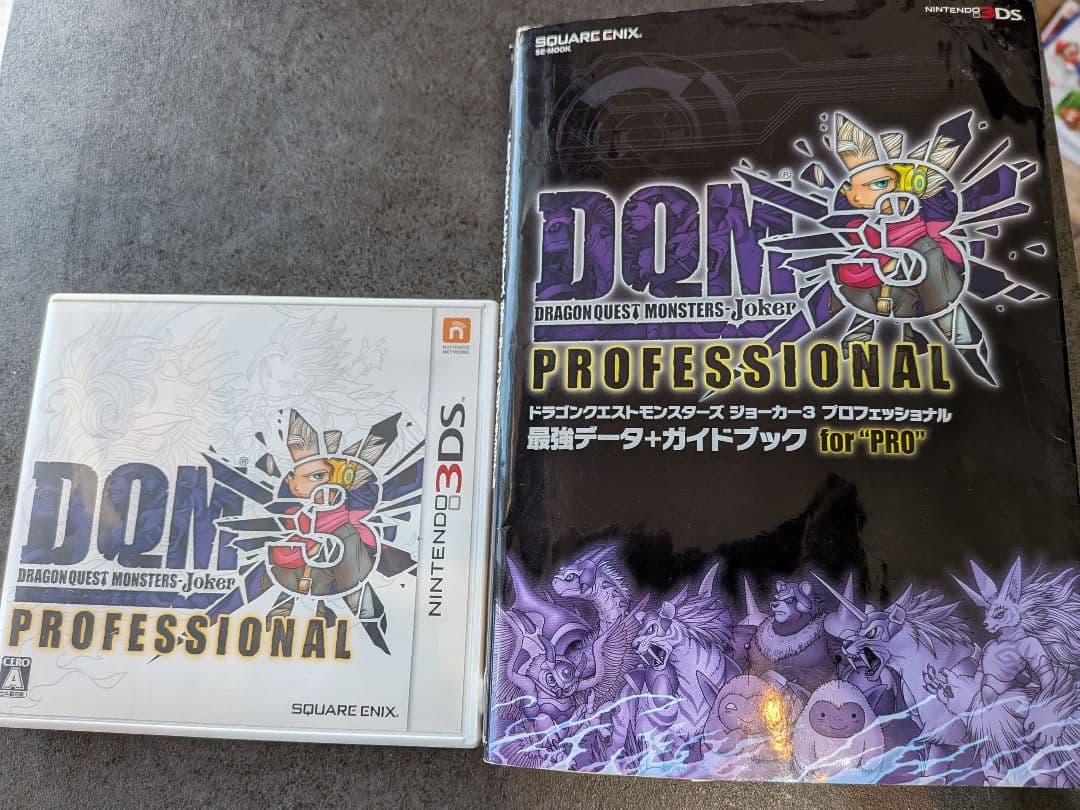 NINTENDO
NETWORK
NINTENDO 3DS
DQM 3
®
DRAGON QUEST MONSTERS-Joker
PROFESSIONAL
CERO
A
SQUARE ENIX.
SQUARE ENIX.
SE-MOOK
NINTENDO 3DS.
DQM 3
®
DRAGON QUEST MONSTERS-Joker
PROFESSIONAL
ドラゴンクエストモンスターズ ジョーカー3 プロフェッショナル
最強データ+ガイドブック for "PRO"